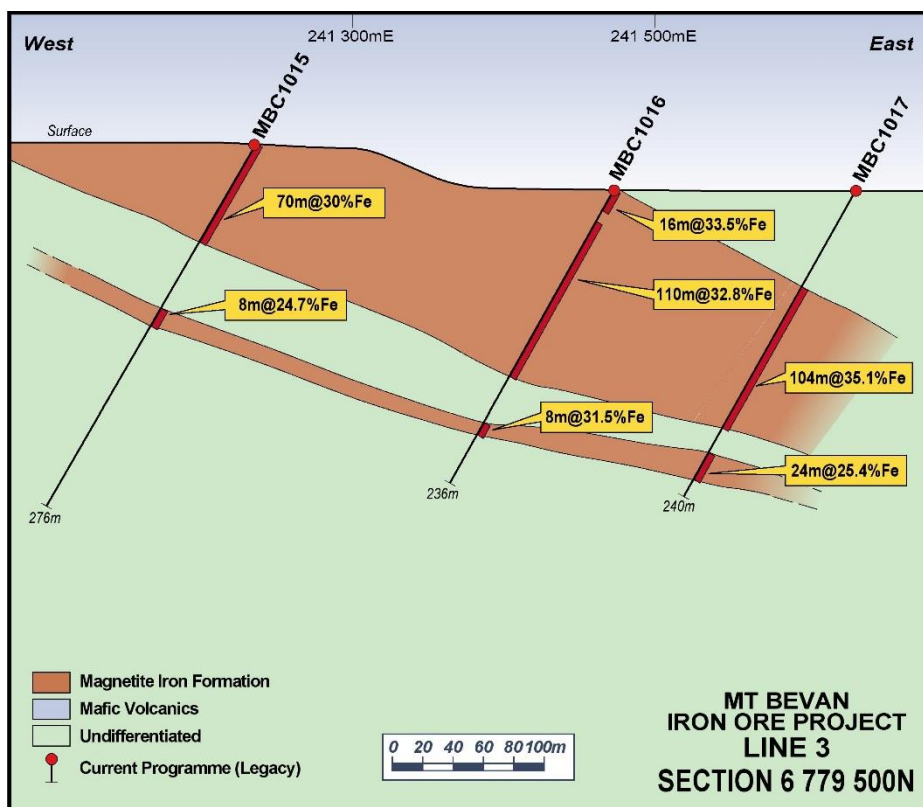 West
241 300mE
241 500mE
East
Surface
MBC1015
MBC1016
MBC1017
70m@30%Fe
16m@33.5%Fe
110m@32.8%Fe
8m@24.7%Fe
104m@35.1%Fe
8m@31.5%Fe
24m@25.4%Fe
276m
236m
240m
Magnetite Iron Formation
Mafic Volcanics
Undifferentiated
Current Programme (Legacy)
0 20 40 60 80 100m
MT BEVAN
IRON ORE PROJECT
LINE 3
SECTION 6 779 500N